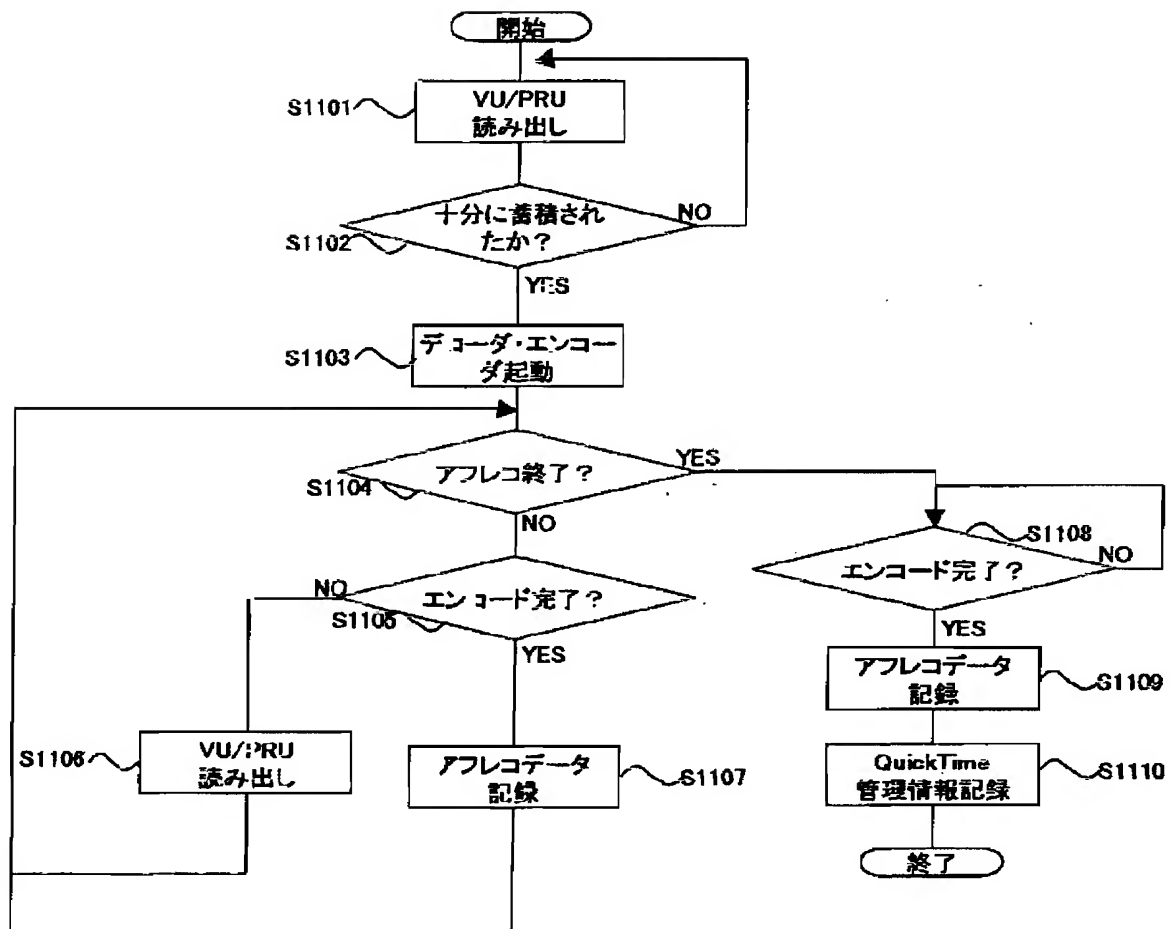 開始
S1101
VU/PRU
読み出し
十分に蓄積され
たか?
NO
S1102
YES
S1103
デコーダ・エンコー
ダ起動
アフレコ終了?
YES
S1104
NO
S1108
エンコード完了?
NO
NO
エンコード完了?
S1105
YES
YES
アフレコデータ
記録
S1109
S1106
VU/PRU
読み出し
アフレコデータ
記録
S1107
QuickTime
管理情報記録
S1110
終了